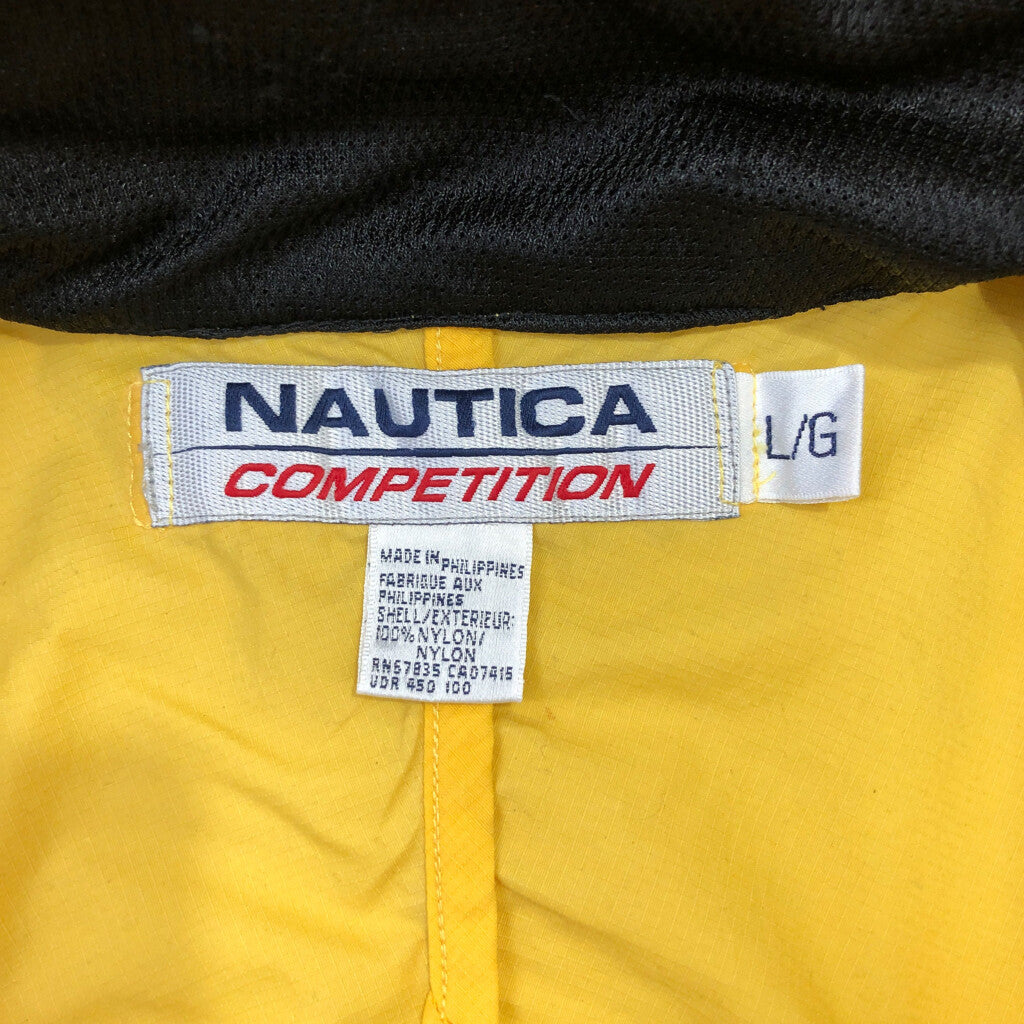 NAUTICA
COMPETITION
L/G
MADE IN PHILIPPINES
FABRIQUE AUX
PHILIPPINES
SHELL/EXTERIEUR:
100% NYLON/
NYLON
RN67835 CA07415
UDR 450 100